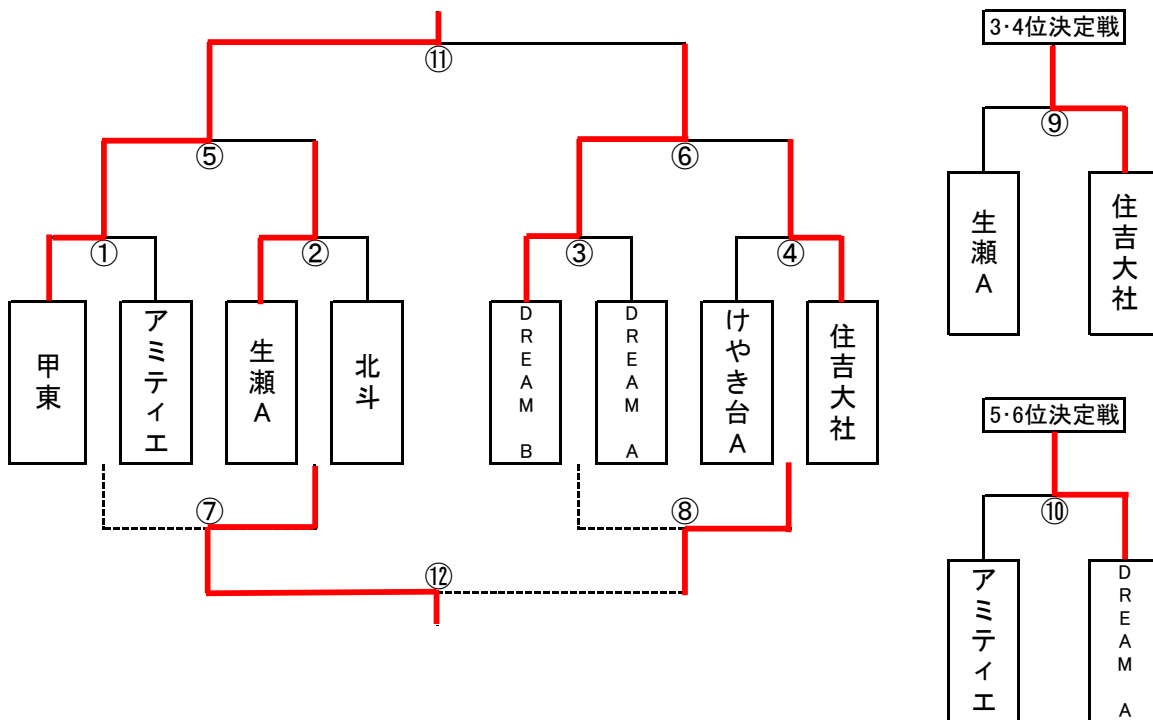 ⑪
⑤
⑥
①
②
③
④
甲東
アミティエ
生瀬A
北斗
DREAM B
DREAM A
けやき台A
住吉大社
⑦
⑧
⑫
3・4位決定戦
⑨
生瀬A
住吉大社
5・6位決定戦
⑩
アミティエ
DREAM A